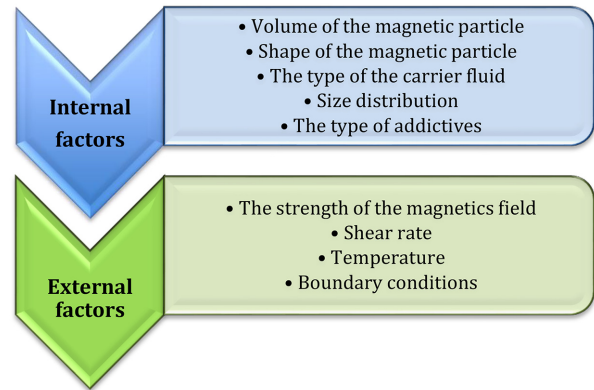 Internal
factors
• Volume of the magnetic particle
• Shape of the magnetic particle
• The type of the carrier fluid
• Size distribution
• The type of addictives
External
factors
• The strength of the magnetics field
• Shear rate
• Temperature
• Boundary conditions